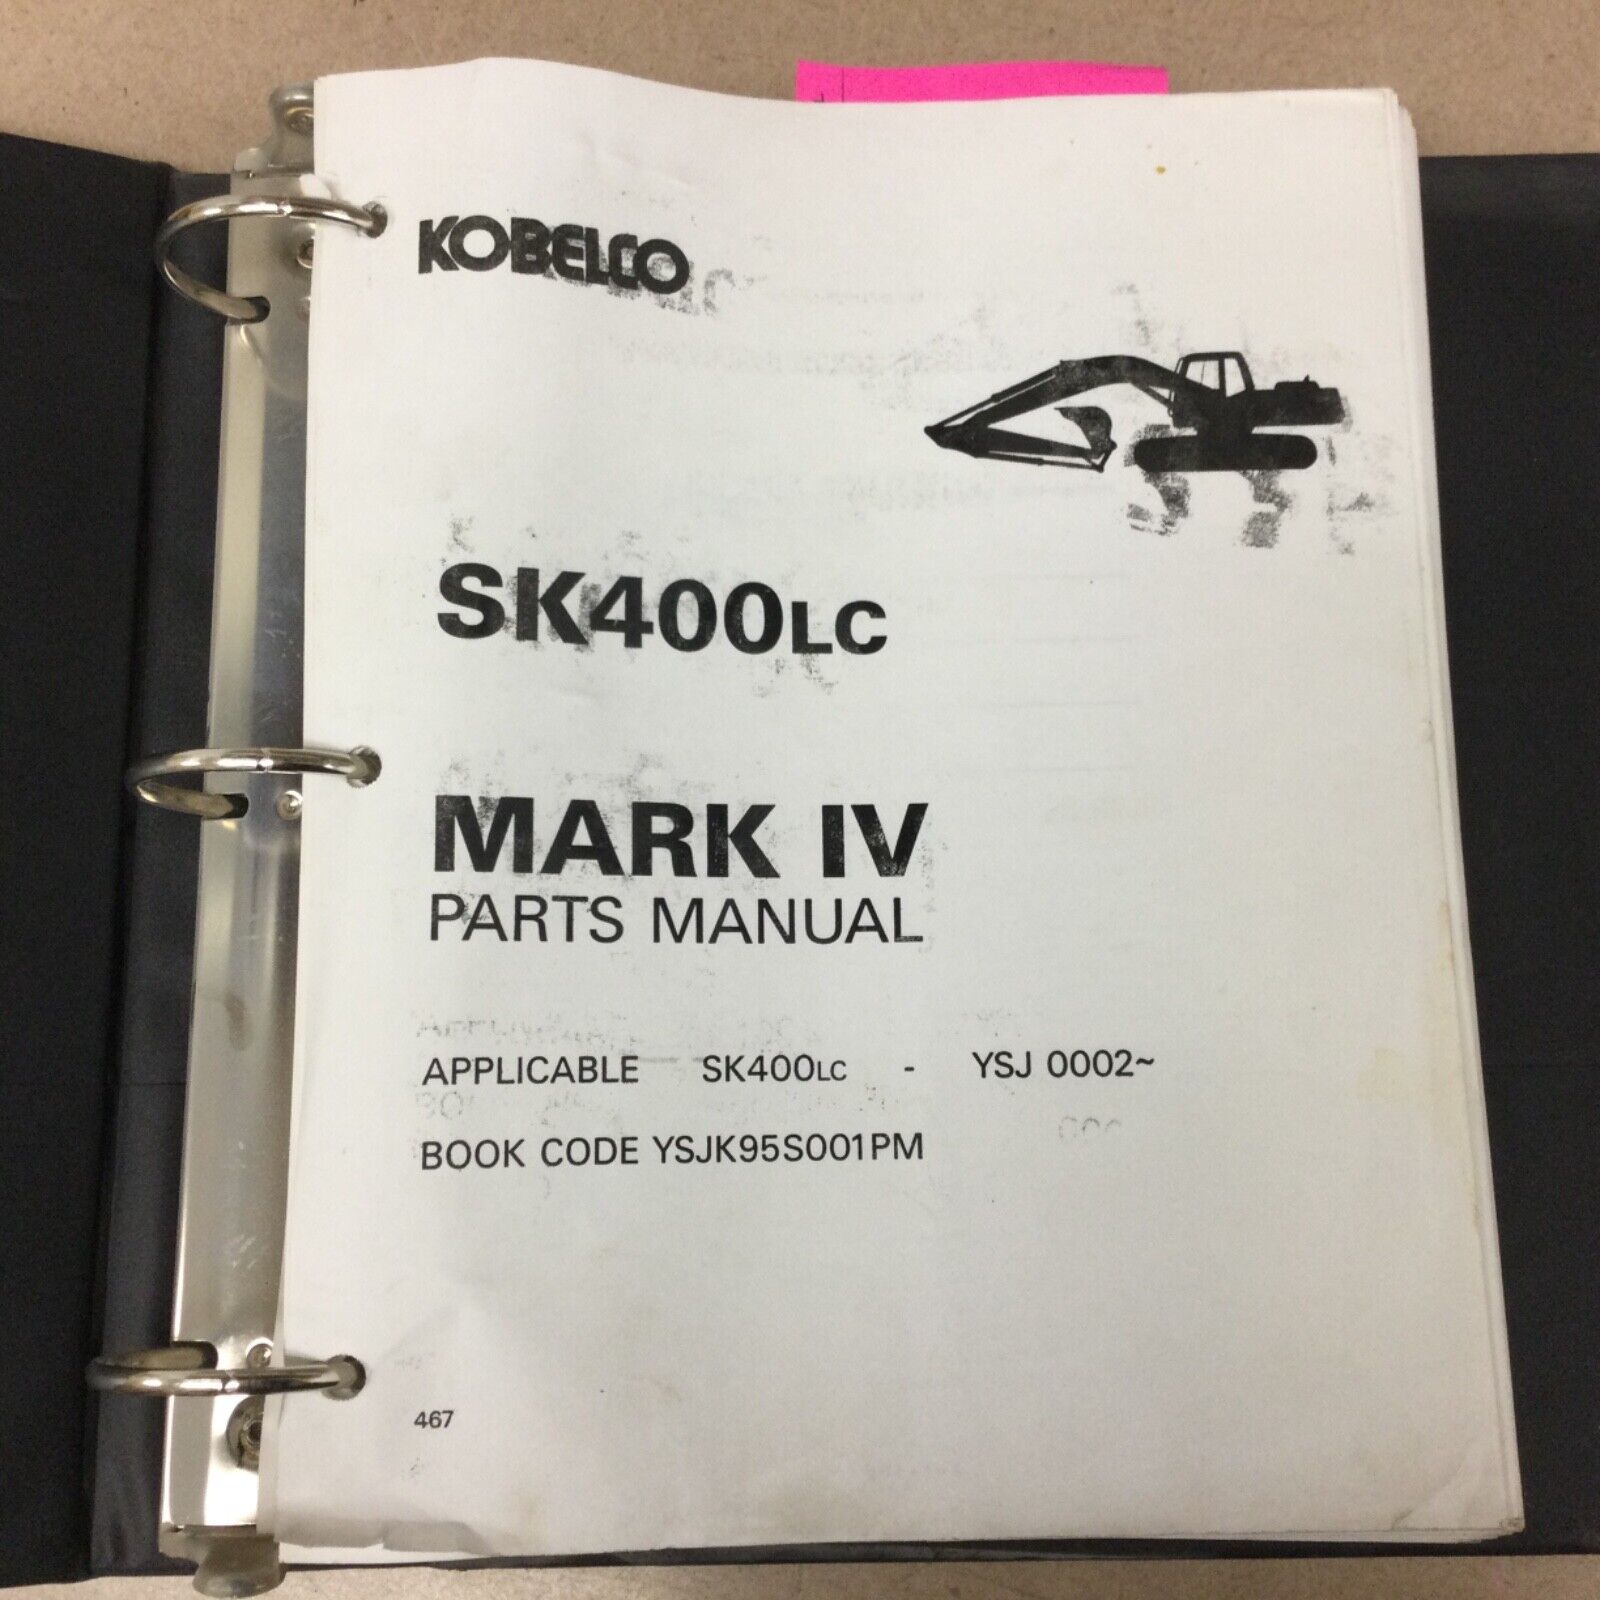 KOBELCO
SK400LC
MARK IV
PARTS MANUAL
APPLICABLE SK400LC - YSJ 0002~
BOOK CODE YSJK95S001PM
467